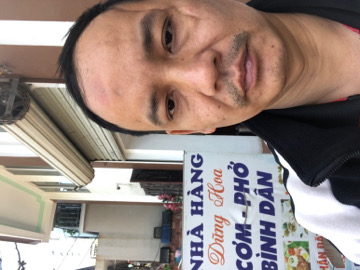 NHÀ HÀNG
Dũng Hoa
CƠM - PHỞ
BÌNH DÂN